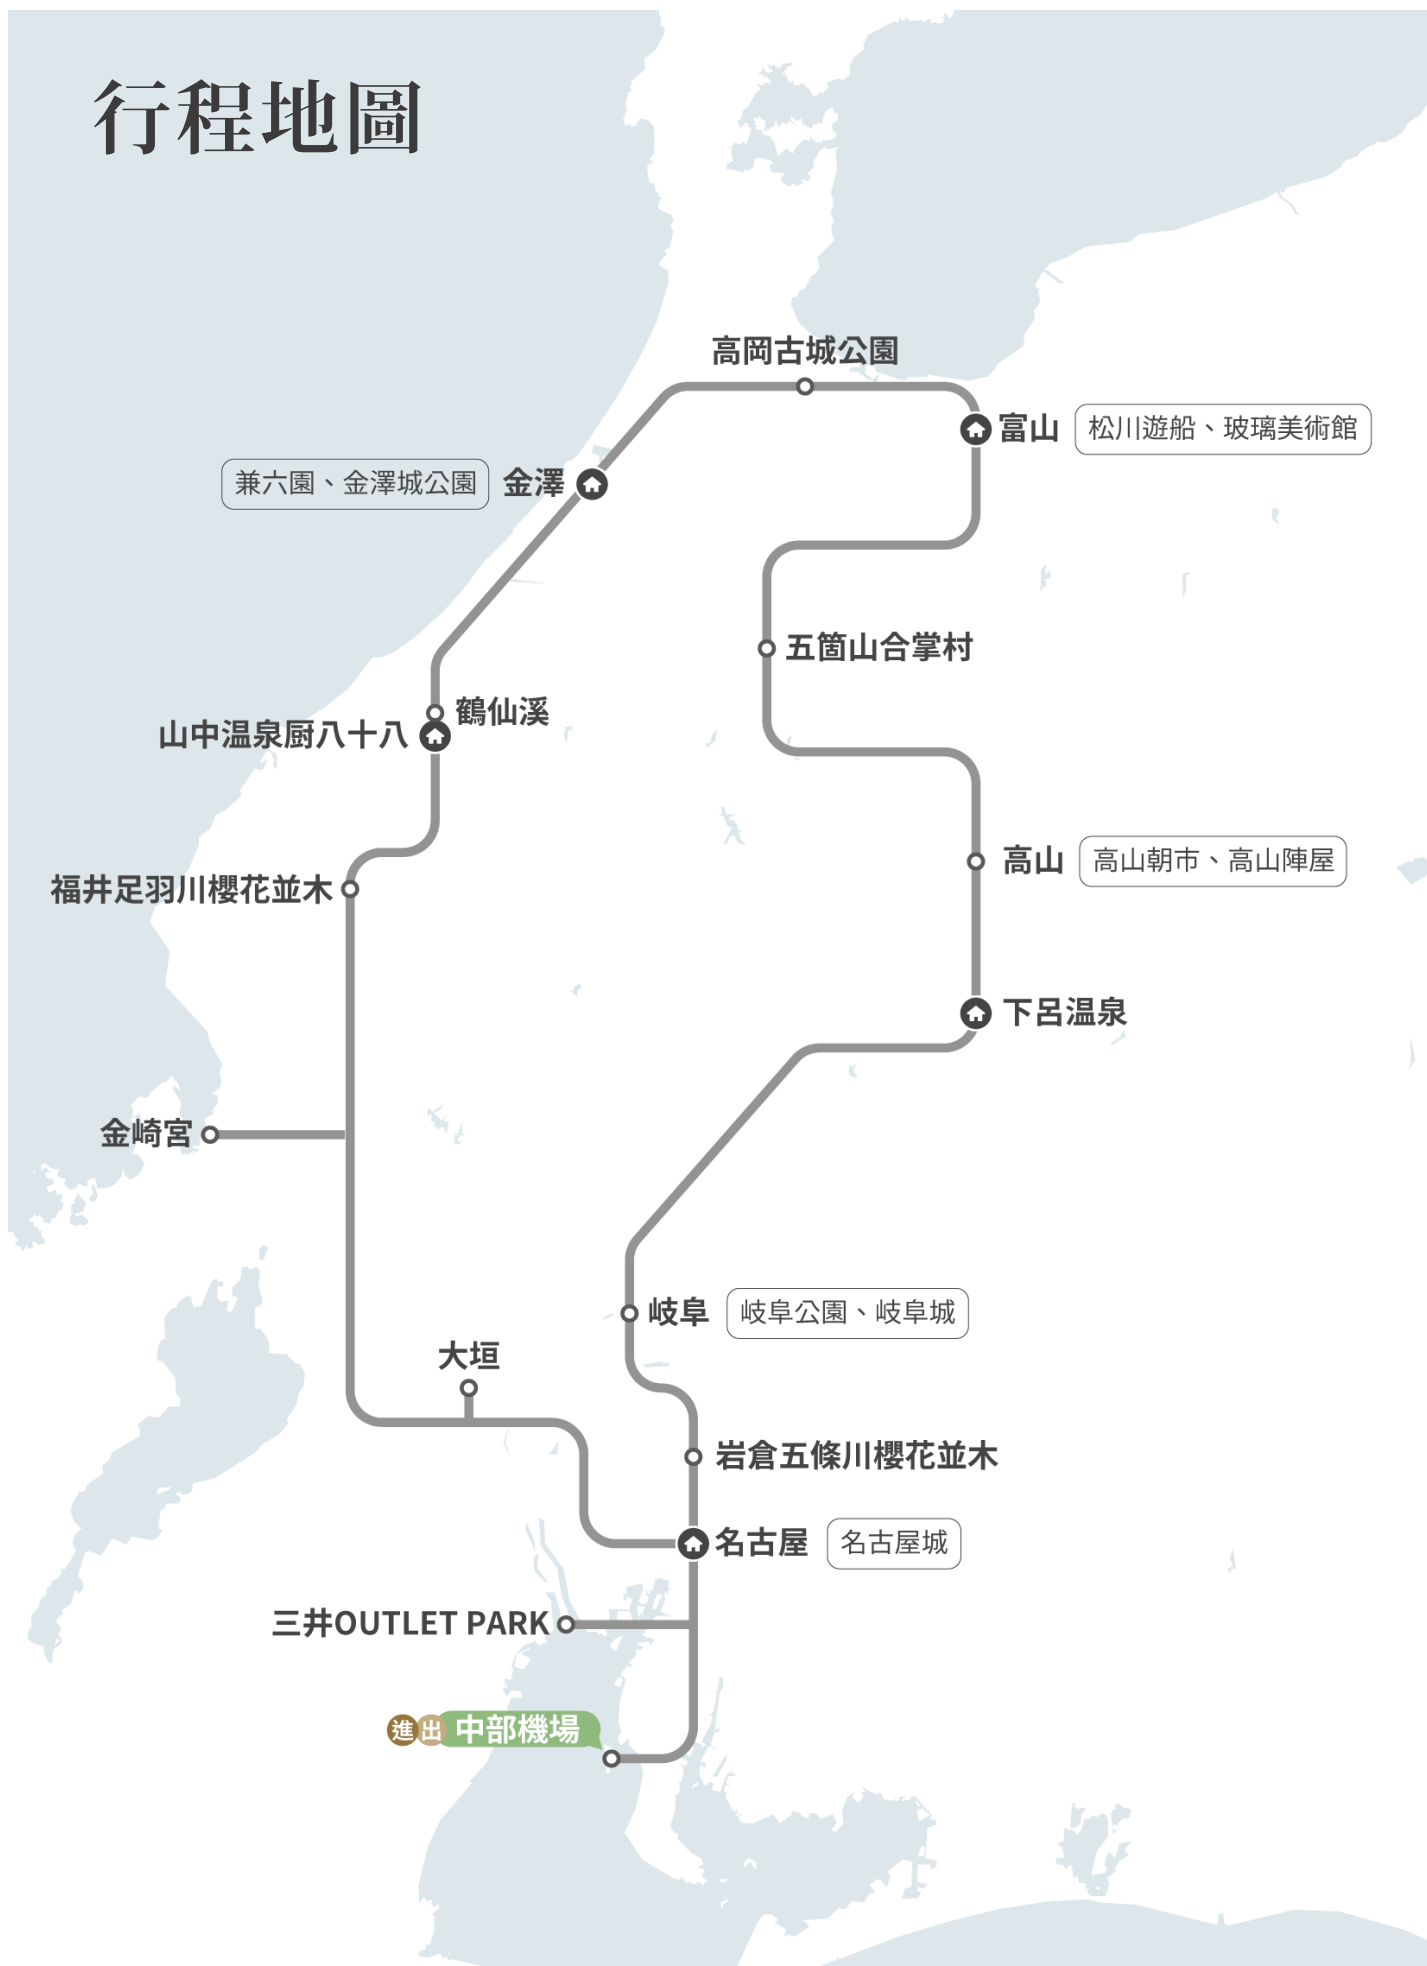 行程地圖
高岡古城公園
富山
松川遊船、玻璃美術館
兼六園、金澤城公園
金澤
五箇山合掌村
鶴仙溪
山中温泉厨八十八
高山
高山朝市、高山陣屋
福井足羽川櫻花並木
下呂温泉
金崎宮
岐阜
岐阜公園、岐阜城
大垣
岩倉五條川櫻花並木
名古屋
名古屋城
三井OUTLET PARK
進 出 中部機場